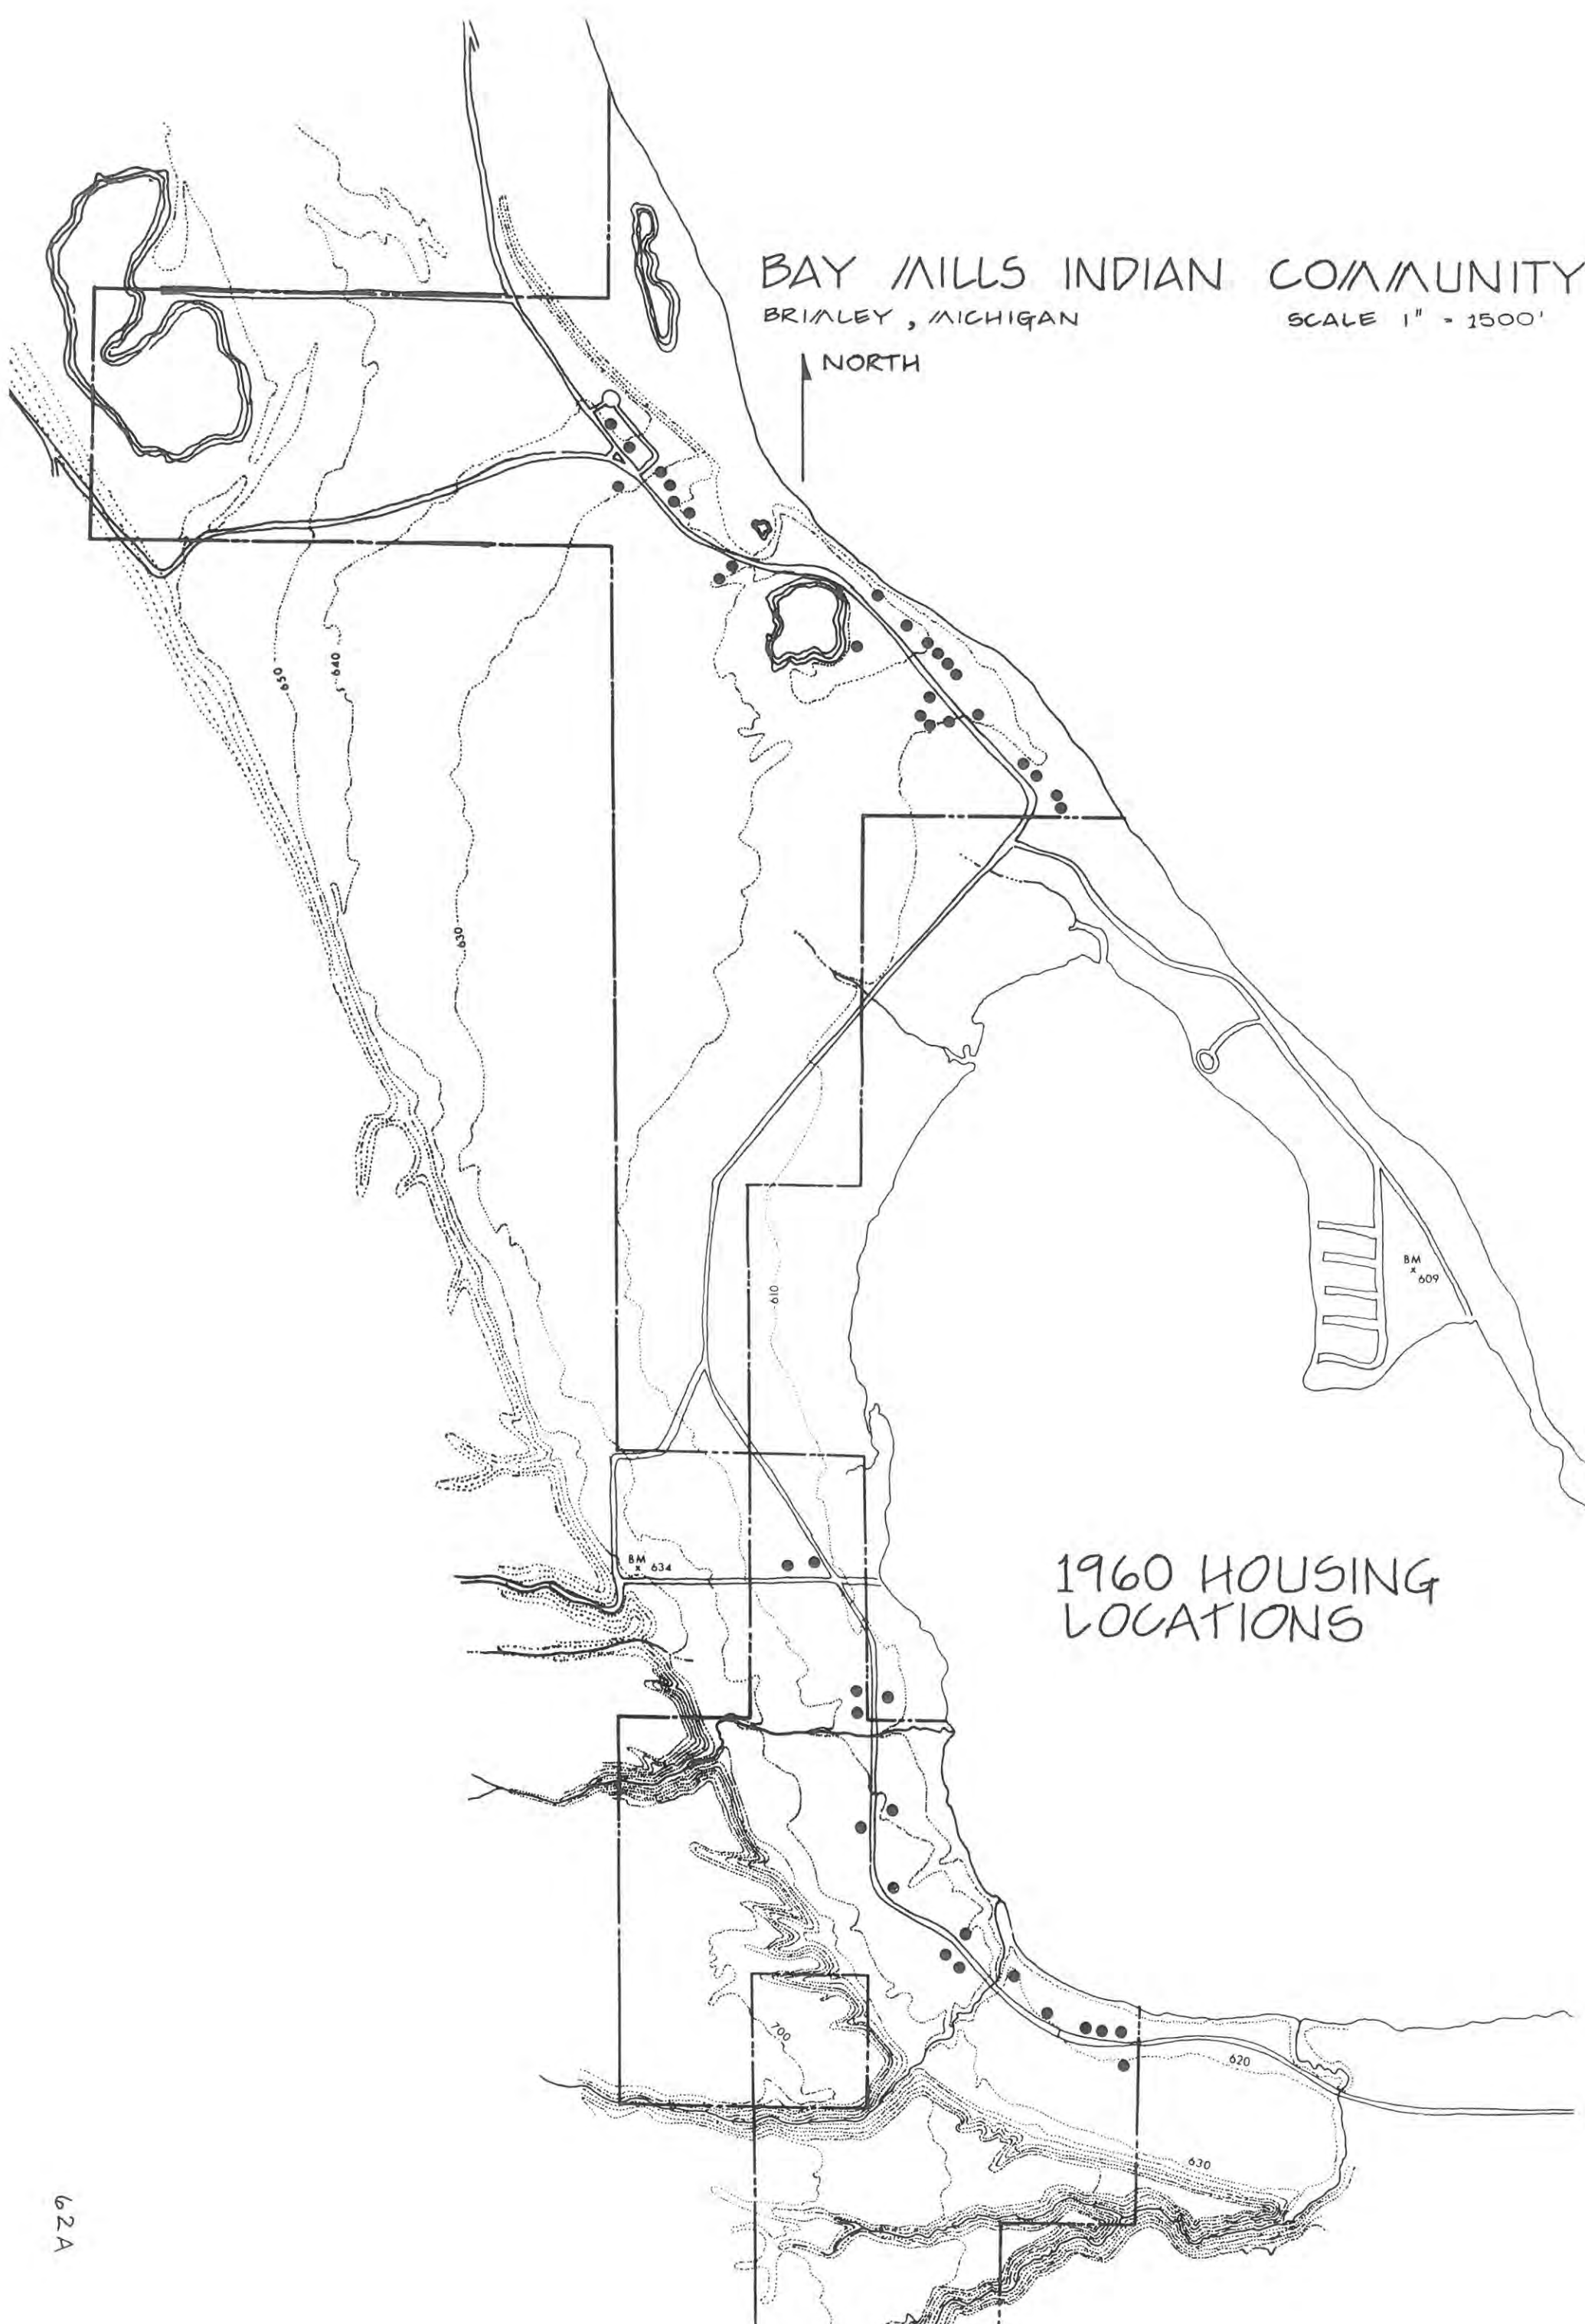 BAY MILLS INDIAN COMMUNITY
BRIMLEY, MICHIGAN
SCALE 1" = 1500'
NORTH
650
640
630
BM
x 609
610
BM
x 634
1960 HOUSING
LOCATIONS
700
620
630
62A